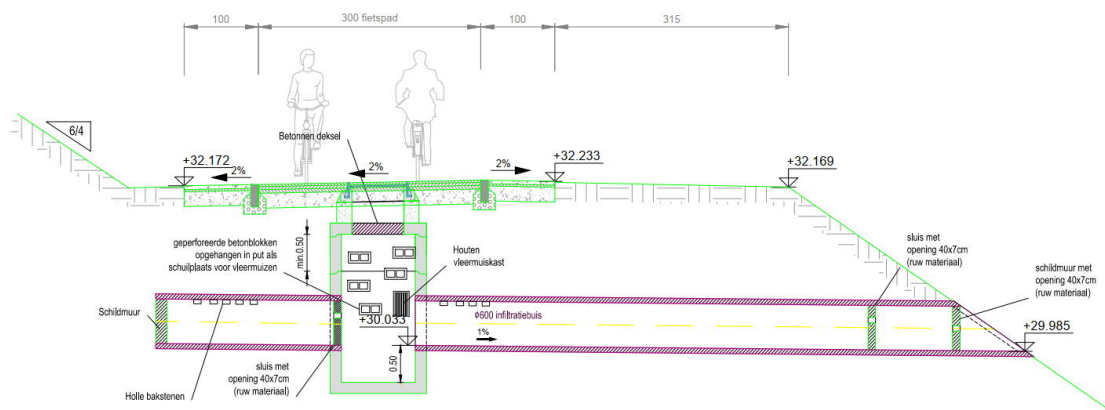 100
300 fietspad
100
315
6/4
Betonnen deksel
+32.172
2%
2%
2%
+32.233
+32.169
geperforeerde betonblokken
opgehangen in put als
schuilplaats voor vleermuizen
min.0.50
Houten
vleermuiskast
sluis met
opening 40x7cm
(ruw materiaal)
schildmuur met
opening 40x7cm
(ruw materiaal)
Schildmuur
+30.033
Ø600 infiltratiebuis
1%
+29.985
0.50
sluis met
opening 40x7cm
(ruw materiaal)
Holle bakstenen